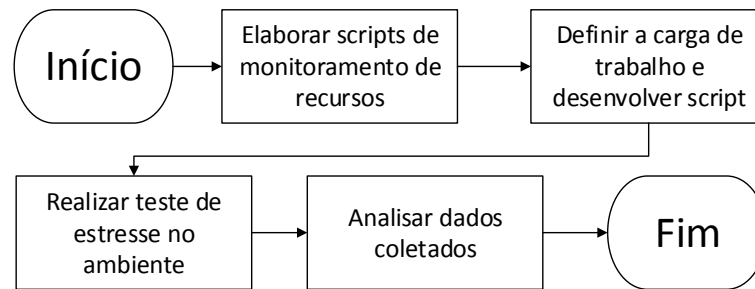 Início
Elaborar scripts de
monitoramento de
recursos
Definir a carga de
trabalho e
desenvolver script
Realizar teste de
estresse no
ambiente
Analisar dados
coletados
Fim